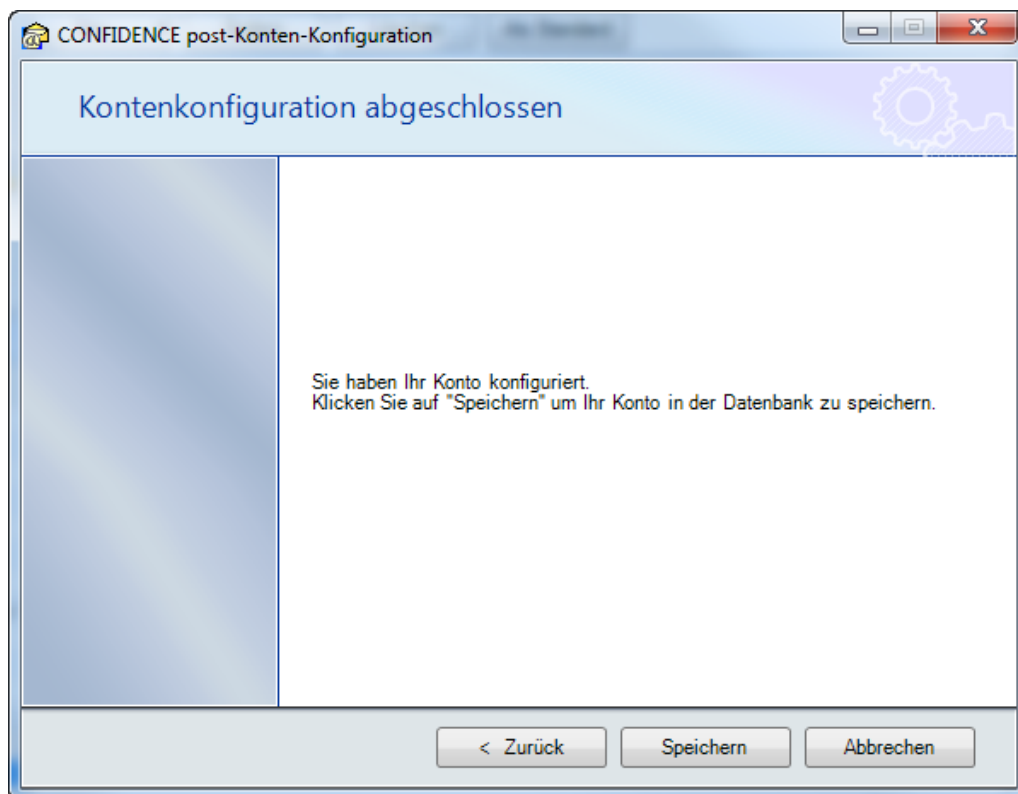 CONFIDENCE post-Konten-Konfiguration
Kontenkonfiguration abgeschlossen
Sie haben Ihr Konto konfiguriert.
Klicken Sie auf "Speichern" um Ihr Konto in der Datenbank zu speichern.
< Zurück Speichern Abbrechen